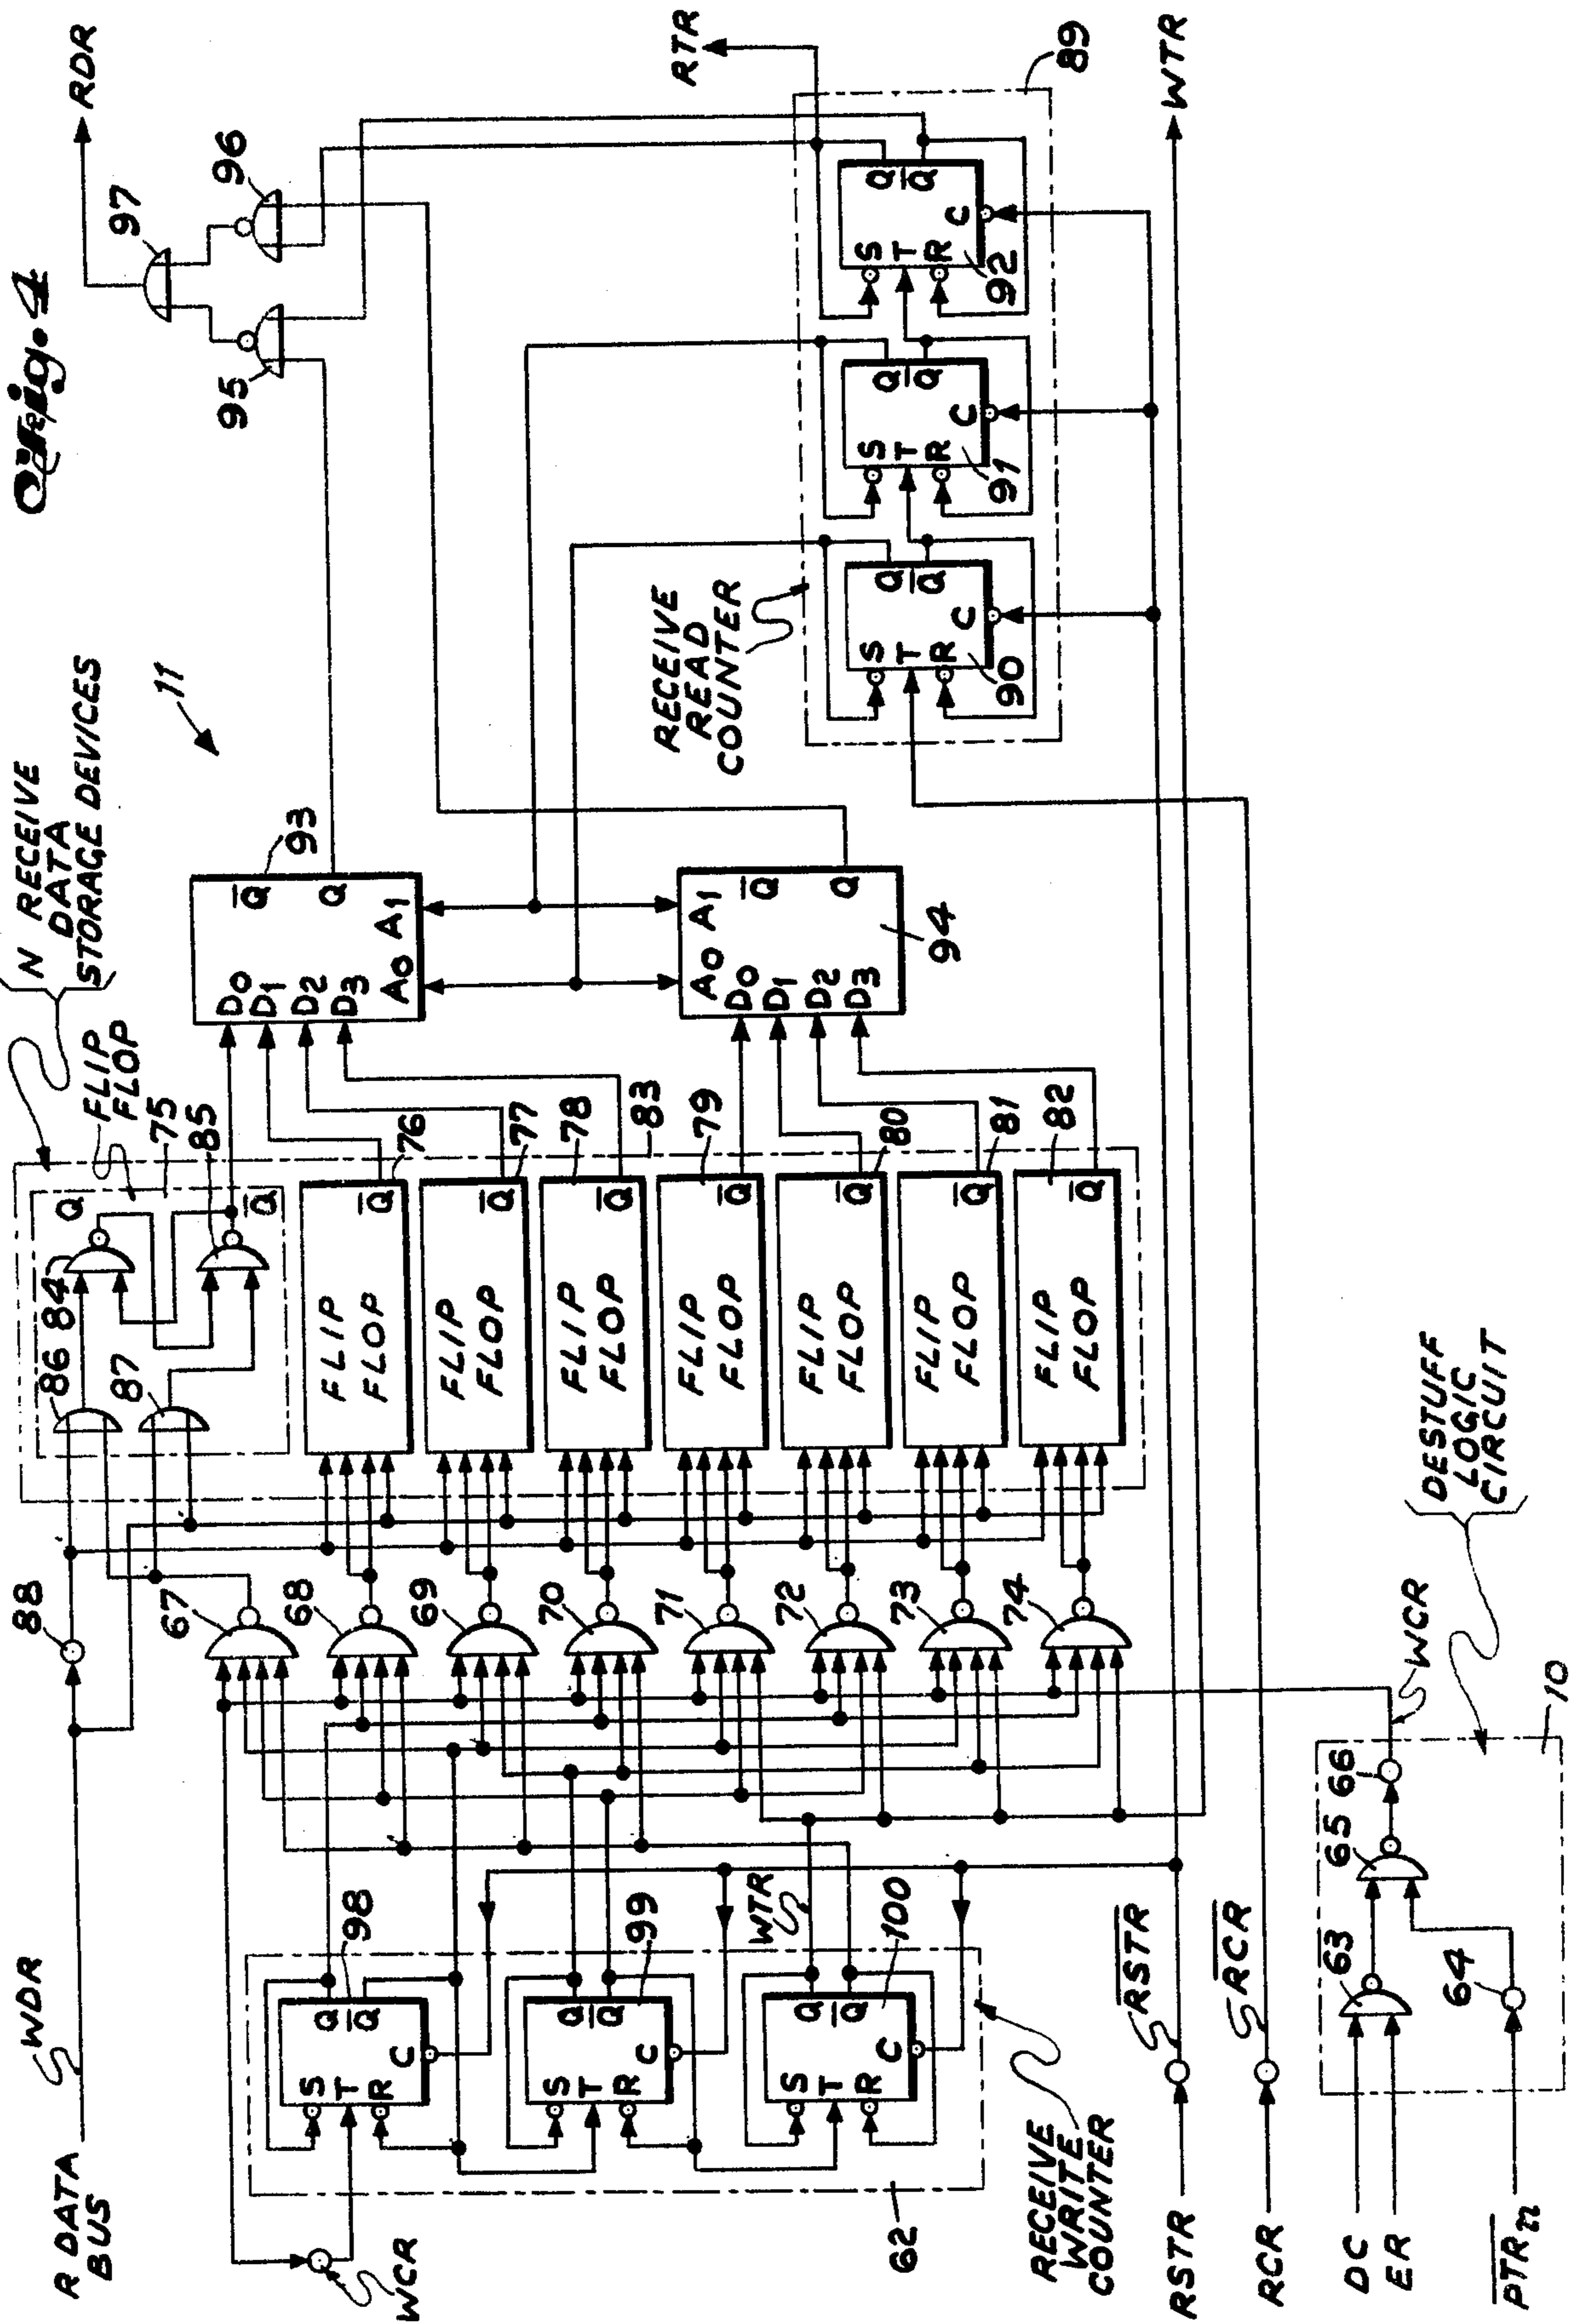 Fig. 4
R DATA
BUS
WDR
88
N RECEIVE
DATA
STORAGE DEVICES
FLIP
FLOP
75
85
86
84
87
Q
Q̅
11
RDR
97
96
95
67
68
69
70
71
72
73
74
FLIP
FLOP
Q̅
76
FLIP
FLOP
Q̅
77
FLIP
FLOP
Q̅
78
83
FLIP
FLOP
Q̅
79
FLIP
FLOP
Q̅
80
FLIP
FLOP
Q̅
81
FLIP
FLOP
Q̅
82
D0
D1
D2
D3
A0
A1
Q̅
Q
93
A0
A1
D0
D1
D2
D3
Q̅
Q
94
RECEIVE
READ
COUNTER
S
T
R
C
Q
Q̅
90
S
T
R
C
Q
Q̅
91
S
T
R
C
Q
Q̅
92
89
RTR
WTR
WCR
S
T
R
C
Q
Q̅
98
S
T
R
C
Q
Q̅
99
S
T
R
C
Q
Q̅
100
WTR
62
RECEIVE
WRITE
COUNTER
RSTR
R̅S̅T̅R̅
RCR
R̅C̅R̅
DC
ER
P̅T̅R̅n
63
64
65
66
WCR
10
DESTUFF
LOGIC
CIRCUIT